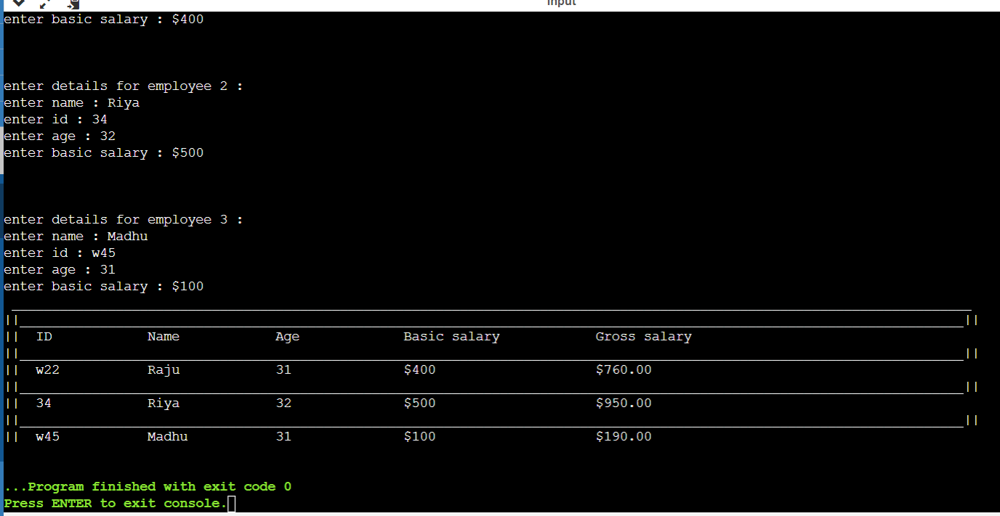 input
enter basic salary : $400
enter details for employee 2 :
enter name : Riya
enter id : 34
enter age : 32
enter basic salary : $500
enter details for employee 3 :
enter name : Madhu
enter id : w45
enter age : 31
enter basic salary : $100
||____||
|| ID Name Age Basic salary Gross salary
||____||
|| w22 Raju 31 $400 $760.00
||____||
|| 34 Riya 32 $500 $950.00
||____||
|| w45 Madhu 31 $100 $190.00
...Program finished with exit code 0
Press ENTER to exit console.